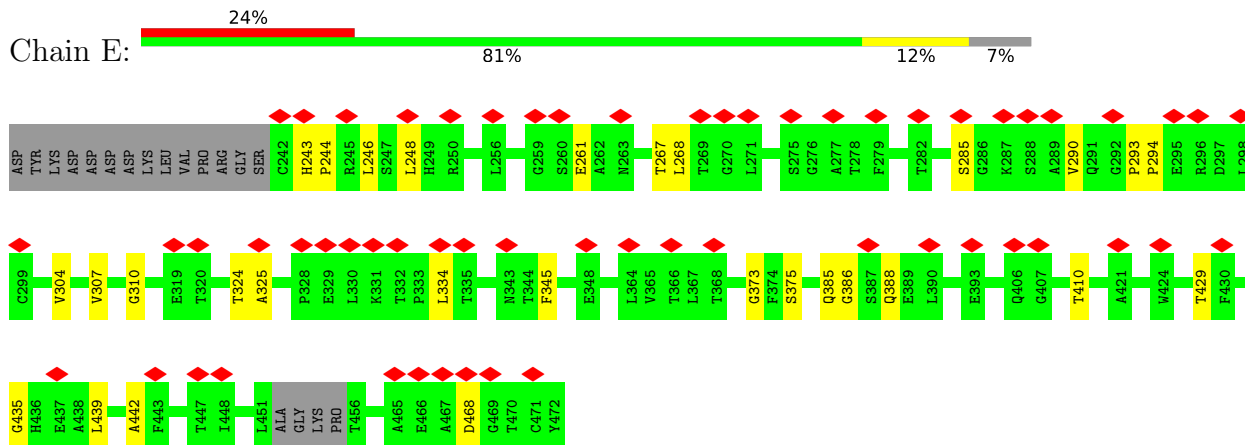 24%
Chain E:
81% 12% 7%
ASP TYR LYS ASP ASP ASP ASP LYS LEU VAL PRO ARG GLY SER C242 H243 P244 R245 L246 S247 L248 H249 R250 L256 G259 S260 E261 A262 N263 T267 L268 T269 G270 L271 S275 G276 A277 T278 F279 T282 S285 G286 K287 S288 A289 V290 Q291 G292 P293 P294 E295 R296 D297 L298
C299 V304 V307 G310 E319 T320 T324 A325 P328 E329 L330 K331 T332 P333 L334 T335 N343 T344 F345 E348 L364 V365 T366 L367 T368 G373 F374 S375 Q385 G386 S387 Q388 E389 L390 E393 Q406 G407 T410 A421 W424 T429 F430
G435 H436 E437 A438 L439 A442 F443 T447 I448 L451 ALA GLY LYS PRO T456 A465 E466 A467 D468 G469 T470 C471 Y472